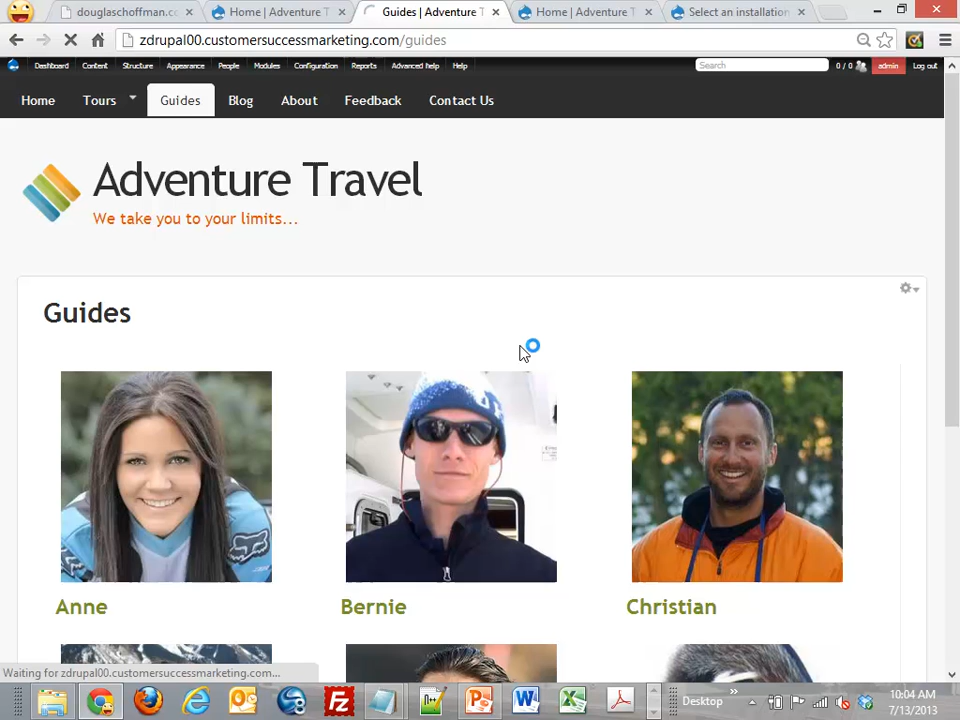 douglaschoffman.cc
Home | Adventure T
Guides | Adventure T
Home | Adventure T
Select an installation
zdrupal00.customersuccessmarketing.com/guides
Dashboard Content Structure Appearance People Modules Configuration Reports Advanced help Help Search 0 / 0 admin Log out
Home Tours Guides Blog About Feedback Contact Us
Adventure Travel
We take you to your limits...
Guides
Anne Bernie Christian
Waiting for zdrupal00.customersuccessmarketing.com...
Desktop
10:04 AM
7/13/2013